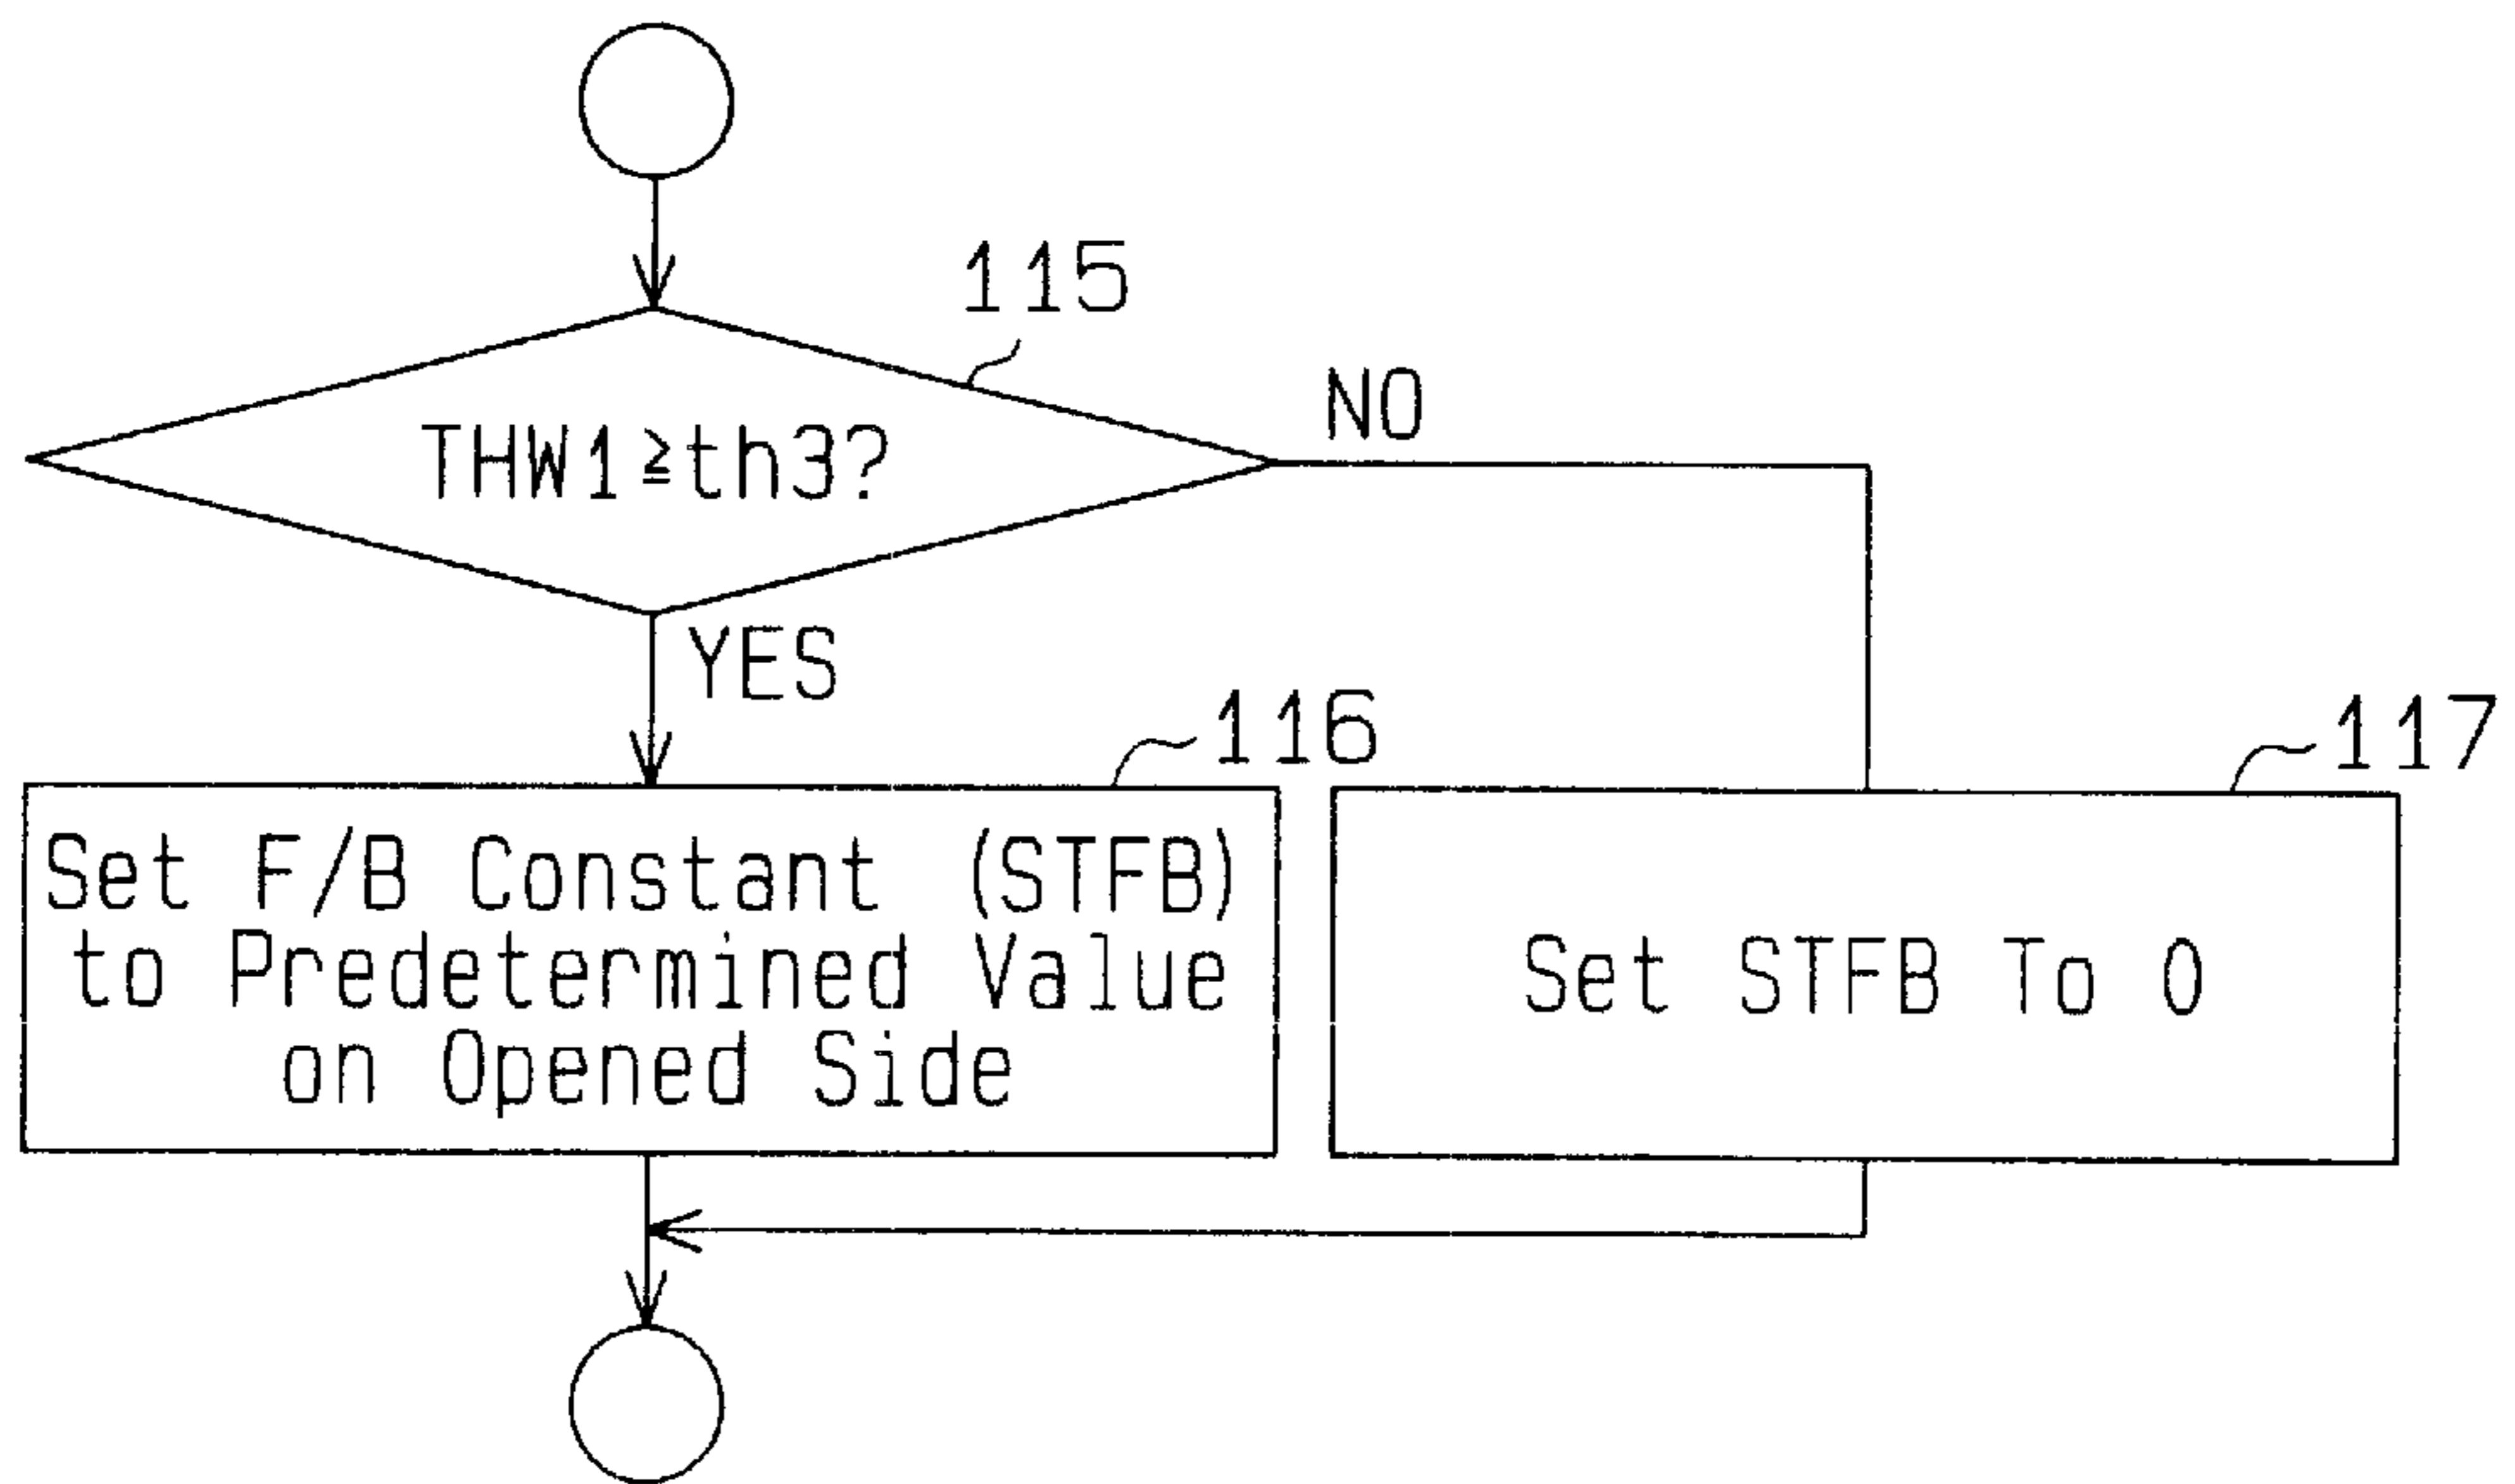 115
THW1≧th3?
NO
YES
116
Set F/B Constant (STFB)
to Predetermined Value
on Opened Side
117
Set STFB To 0